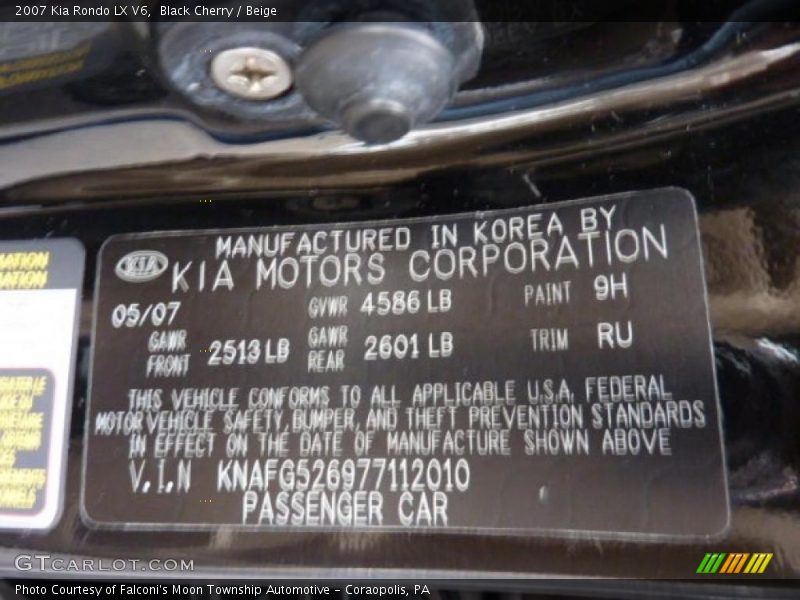 2007 Kia Rondo LX V6, Black Cherry / Beige
MANUFACTURED IN KOREA BY
KIA KIA MOTORS CORPORATION
05/07 GVWR 4586 LB PAINT 9H
GAWR FRONT 2513 LB GAWR REAR 2601 LB TRIM RU
THIS VEHICLE CONFORMS TO ALL APPLICABLE U.S.A. FEDERAL
MOTOR VEHICLE SAFETY, BUMPER, AND THEFT PREVENTION STANDARDS
IN EFFECT ON THE DATE OF MANUFACTURE SHOWN ABOVE
V.I.N KNAFG526977112010
PASSENGER CAR
GTCARLOT.COM
Photo Courtesy of Falconi's Moon Township Automotive - Coraopolis, PA